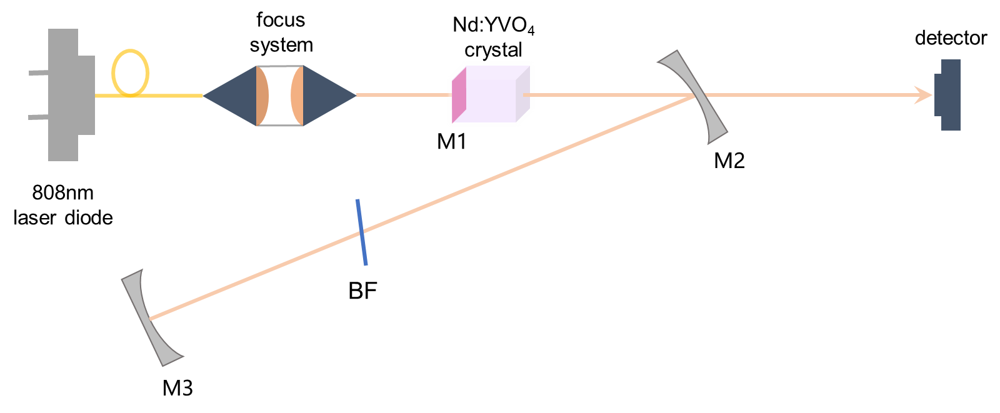 focus
system
Nd:YVO₄
crystal
detector
M1
M2
808nm
laser diode
BF
M3